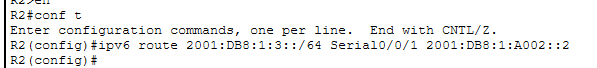 R2>en
R2#conf t
Enter configuration commands, one per line.  End with CNTL/Z.
R2(config)#ipv6 route 2001:DB8:1:3::/64 Serial0/0/1 2001:DB8:1:A002::2
R2(config)#